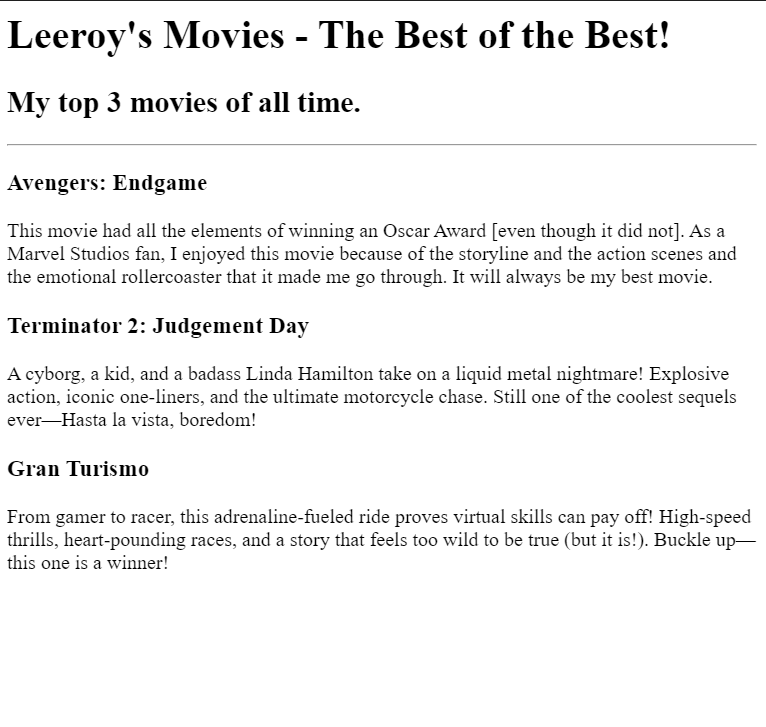 Leeroy's Movies - The Best of the Best!
My top 3 movies of all time.
Avengers: Endgame
This movie had all the elements of winning an Oscar Award [even though it did not]. As a
Marvel Studios fan, I enjoyed this movie because of the storyline and the action scenes and
the emotional rollercoaster that it made me go through. It will always be my best movie.
Terminator 2: Judgement Day
A cyborg, a kid, and a badass Linda Hamilton take on a liquid metal nightmare! Explosive
action, iconic one-liners, and the ultimate motorcycle chase. Still one of the coolest sequels
ever—Hasta la vista, boredom!
Gran Turismo
From gamer to racer, this adrenaline-fueled ride proves virtual skills can pay off! High-speed
thrills, heart-pounding races, and a story that feels too wild to be true (but it is!). Buckle up—
this one is a winner!